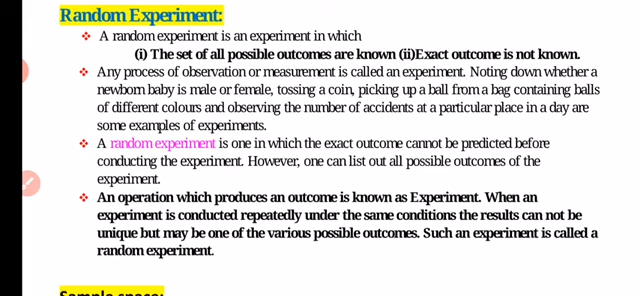 Random Experiment:
❖ A random experiment is an experiment in which
(i) The set of all possible outcomes are known (ii)Exact outcome is not known.
❖ Any process of observation or measurement is called an experiment. Noting down whether a
newborn baby is male or female, tossing a coin, picking up a ball from a bag containing balls
of different colours and observing the number of accidents at a particular place in a day are
some examples of experiments.
❖ A random experiment is one in which the exact outcome cannot be predicted before
conducting the experiment. However, one can list out all possible outcomes of the
experiment.
❖ An operation which produces an outcome is known as Experiment. When an
experiment is conducted repeatedly under the same conditions the results can not be
unique but may be one of the various possible outcomes. Such an experiment is called a
random experiment.
Sample space: